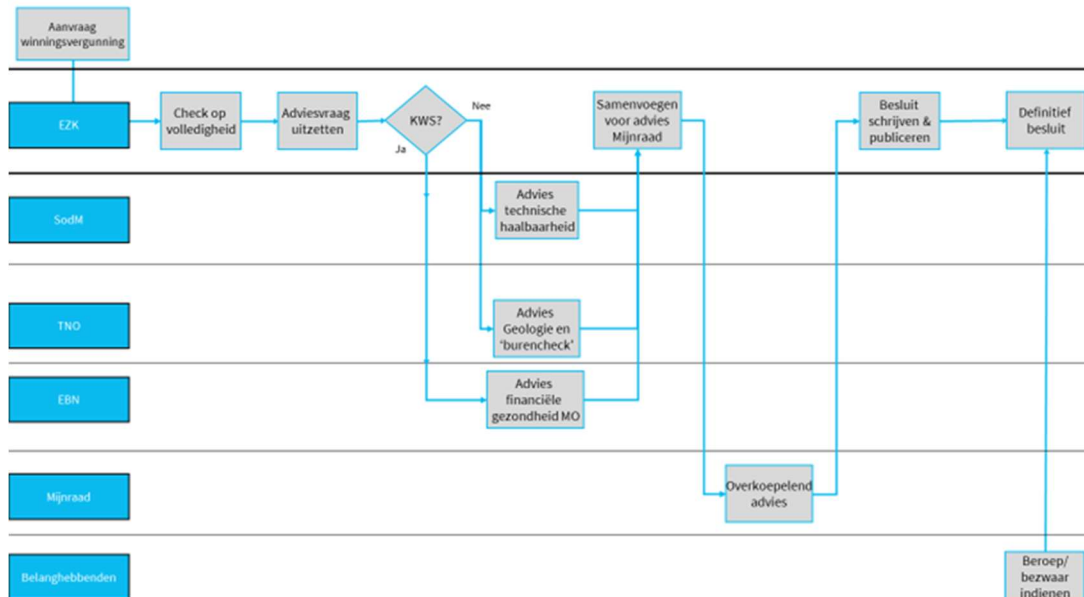 Aanvraag
winningsvergunning
EZK
Check op
volledigheid
Adviesvraag
uitzetten
KWS?
Nee
Ja
Samenvoegen
voor advies
Mijnraad
Besluit
schrijven &
publiceren
Definitief
besluit
SodM
Advies
technische
haalbaarheid
TNO
Advies
Geologie en
‘burencheck’
EBN
Advies
financiële
gezondheid MO
Mijnraad
Overkoepelend
advies
Belanghebbenden
Beroep/
bezwaar
indienen